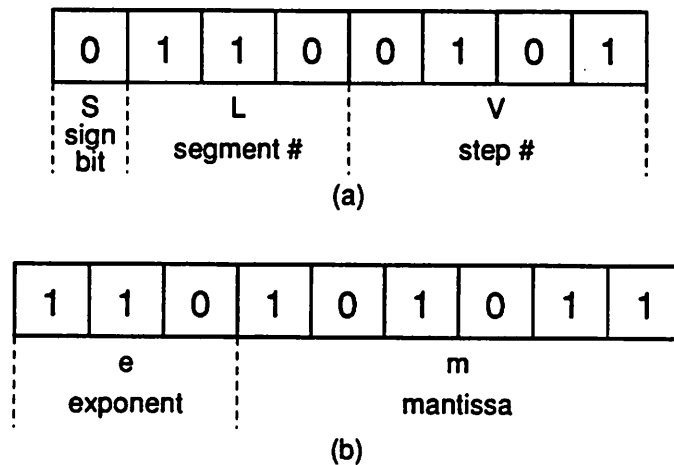 0 1 1 0 0 1 0 1
S L V
sign segment # step #
bit
(a)
1 1 0 1 0 1 0 1 1
e m
exponent mantissa
(b)